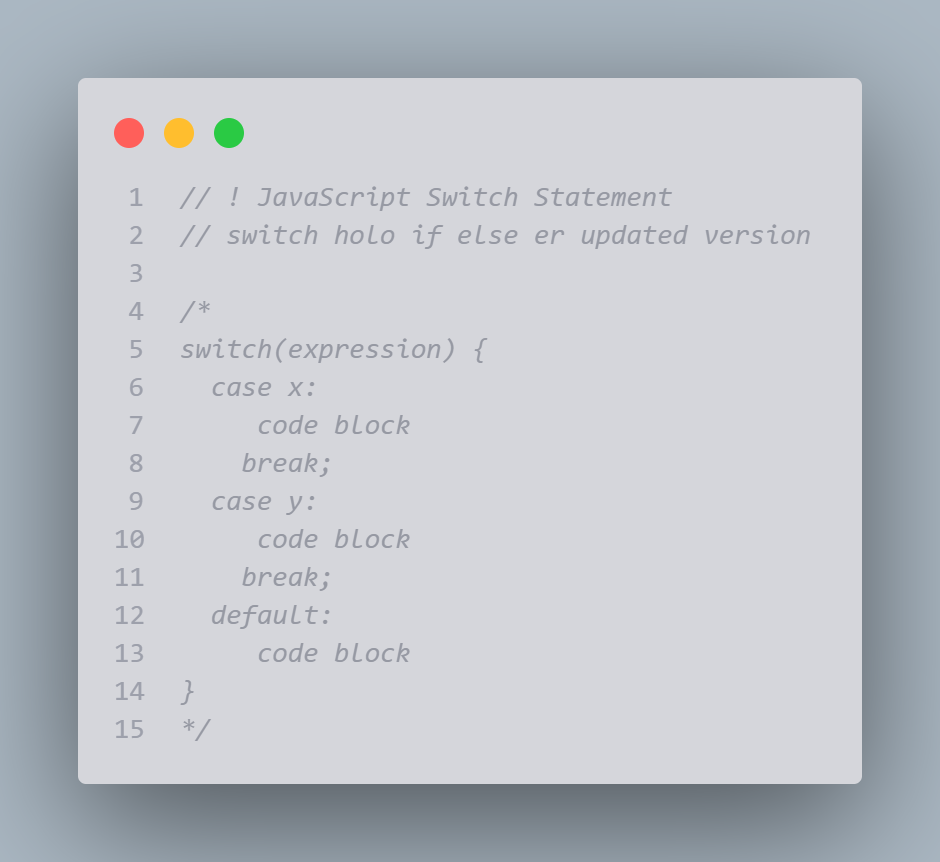 1 // ! JavaScript Switch Statement
2 // switch holo if else er updated version
3
4 /*
5 switch(expression) {
6   case x:
7      code block
8     break;
9   case y:
10      code block
11     break;
12   default:
13      code block
14 }
15 */